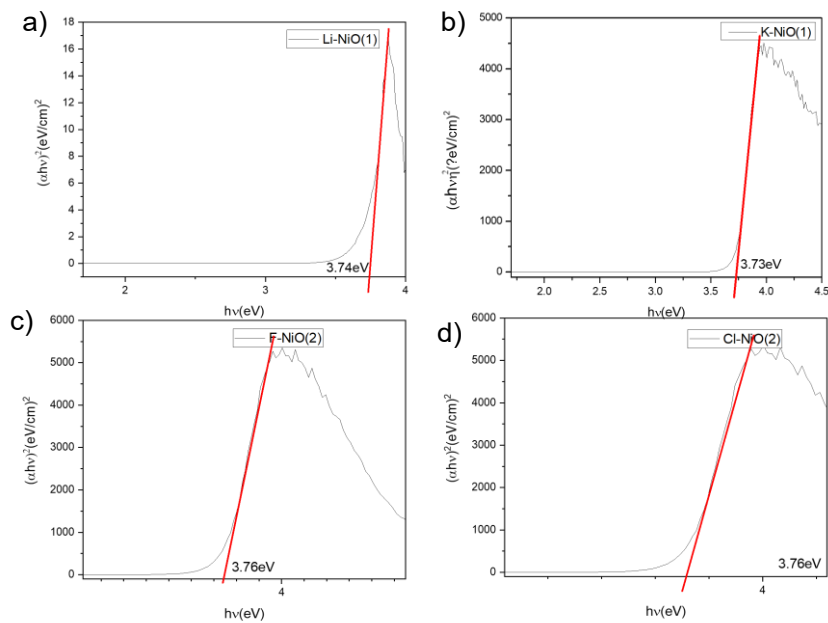 a)
Li-NiO(1)
(αhν)²(eV/cm)²
18
16
14
12
10
8
6
4
2
0
3.74eV
2
3
4
hν(eV)
b)
K-NiO(1)
(αhνη²(?eV/cm)²
5000
4000
3000
2000
1000
0
3.73eV
2.0
2.5
3.0
3.5
4.0
4.5
hν(eV)
c)
F-NiO(2)
(αhν)²(eV/cm)²
6000
5000
4000
3000
2000
1000
0
3.76eV
4
hν(eV)
d)
Cl-NiO(2)
(αhν)²(eV/cm)²
6000
5000
4000
3000
2000
1000
0
3.76eV
4
hν(eV)